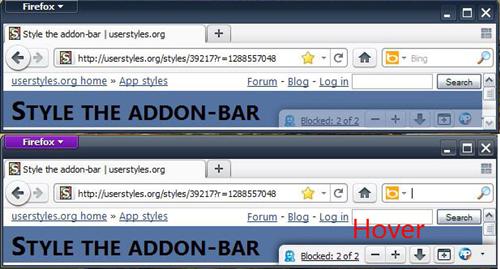 Firefox
Style the addon-bar | userstyles.org
http://userstyles.org/styles/39217?r=1288557048
Bing
userstyles.org home » App styles
Forum - Blog - Log in
Search
STYLE THE ADDON-BAR
Blocked: 2 of 2
Firefox
Style the addon-bar | userstyles.org
http://userstyles.org/styles/39217?r=1288557048
userstyles.org home » App styles
Forum - Blog - Log in
Search
Hover
STYLE THE ADDON-BAR
Blocked: 2 of 2